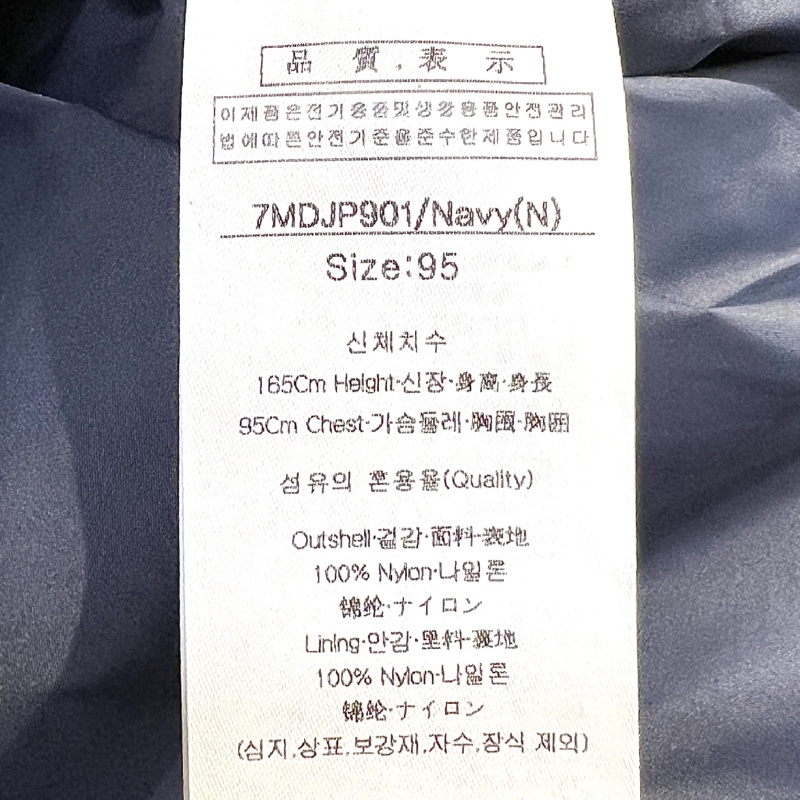 品 質 . 表 示
이제품은전기용품및생활용품안전관리
법에따른안전기준을준수한제품입니다
7MDJP901/Navy(N)
Size:95
신체치수
165Cm Height·신장·身高·身長
95Cm Chest·가슴둘레·胸围·胸囲
섬유의 혼용율(Quality)
Outshell·겉감·面料·表地
100% Nylon·나일론
锦纶·ナイロン
Lining·안감·里料·裏地
100% Nylon·나일론
锦纶·ナイロン
(심지,상표,보강재,자수,장식 제외)